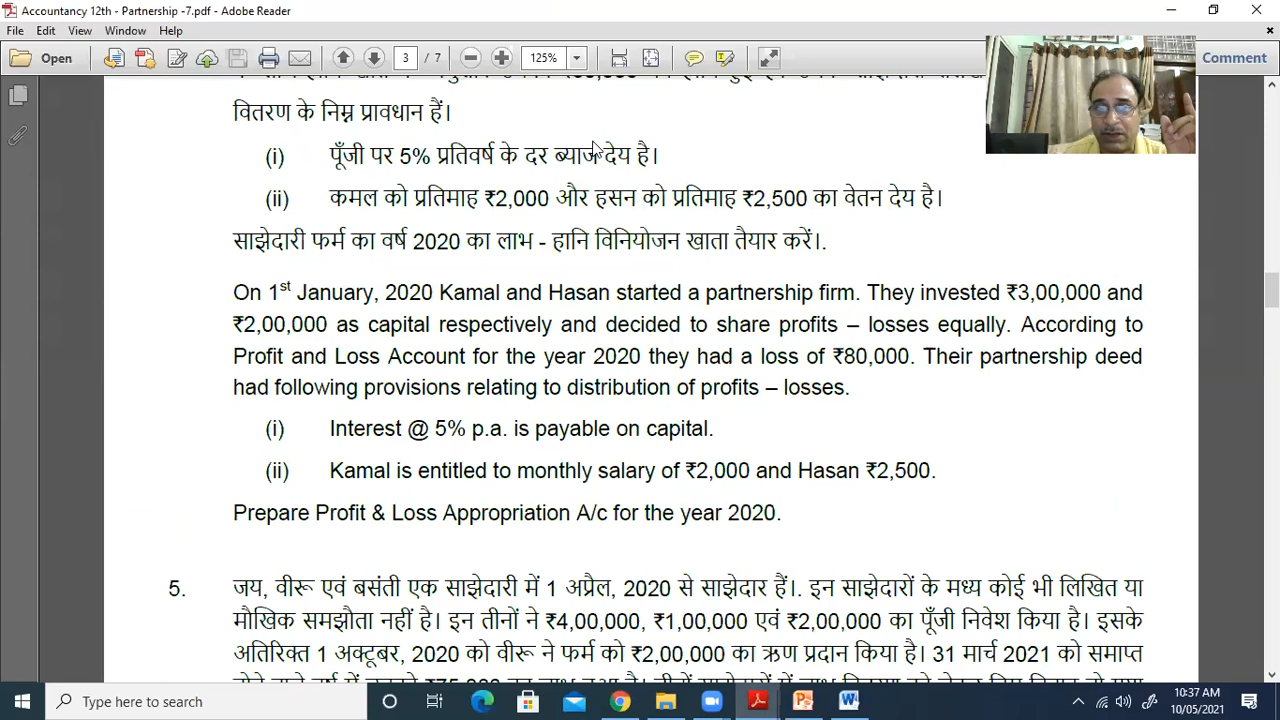 Accountancy 12th - Partnership -7.pdf - Adobe Reader
File Edit View Window Help
Open 3 / 7 125% Comment
वितरण के निम्न प्रावधान हैं।
(i) पूँजी पर 5% प्रतिवर्ष के दर ब्याज देय है।
(ii) कमल को प्रतिमाह ₹2,000 और हसन को प्रतिमाह ₹2,500 का वेतन देय है।
साझेदारी फर्म का वर्ष 2020 का लाभ - हानि विनियोजन खाता तैयार करें।.
On 1st January, 2020 Kamal and Hasan started a partnership firm. They invested ₹3,00,000 and
₹2,00,000 as capital respectively and decided to share profits – losses equally. According to
Profit and Loss Account for the year 2020 they had a loss of ₹80,000. Their partnership deed
had following provisions relating to distribution of profits – losses.
(i) Interest @ 5% p.a. is payable on capital.
(ii) Kamal is entitled to monthly salary of ₹2,000 and Hasan ₹2,500.
Prepare Profit & Loss Appropriation A/c for the year 2020.
5. जय, वीरू एवं बसंती एक साझेदारी में 1 अप्रैल, 2020 से साझेदार हैं।. इन साझेदारों के मध्य कोई भी लिखित या
मौखिक समझौता नहीं है। इन तीनों ने ₹4,00,000, ₹1,00,000 एवं ₹2,00,000 का पूँजी निवेश किया है। इसके
अतिरिक्त 1 अक्टूबर, 2020 को वीरू ने फर्म को ₹2,00,000 का ऋण प्रदान किया है। 31 मार्च 2021 को समाप्त
Type here to search
10:37 AM
10/05/2021